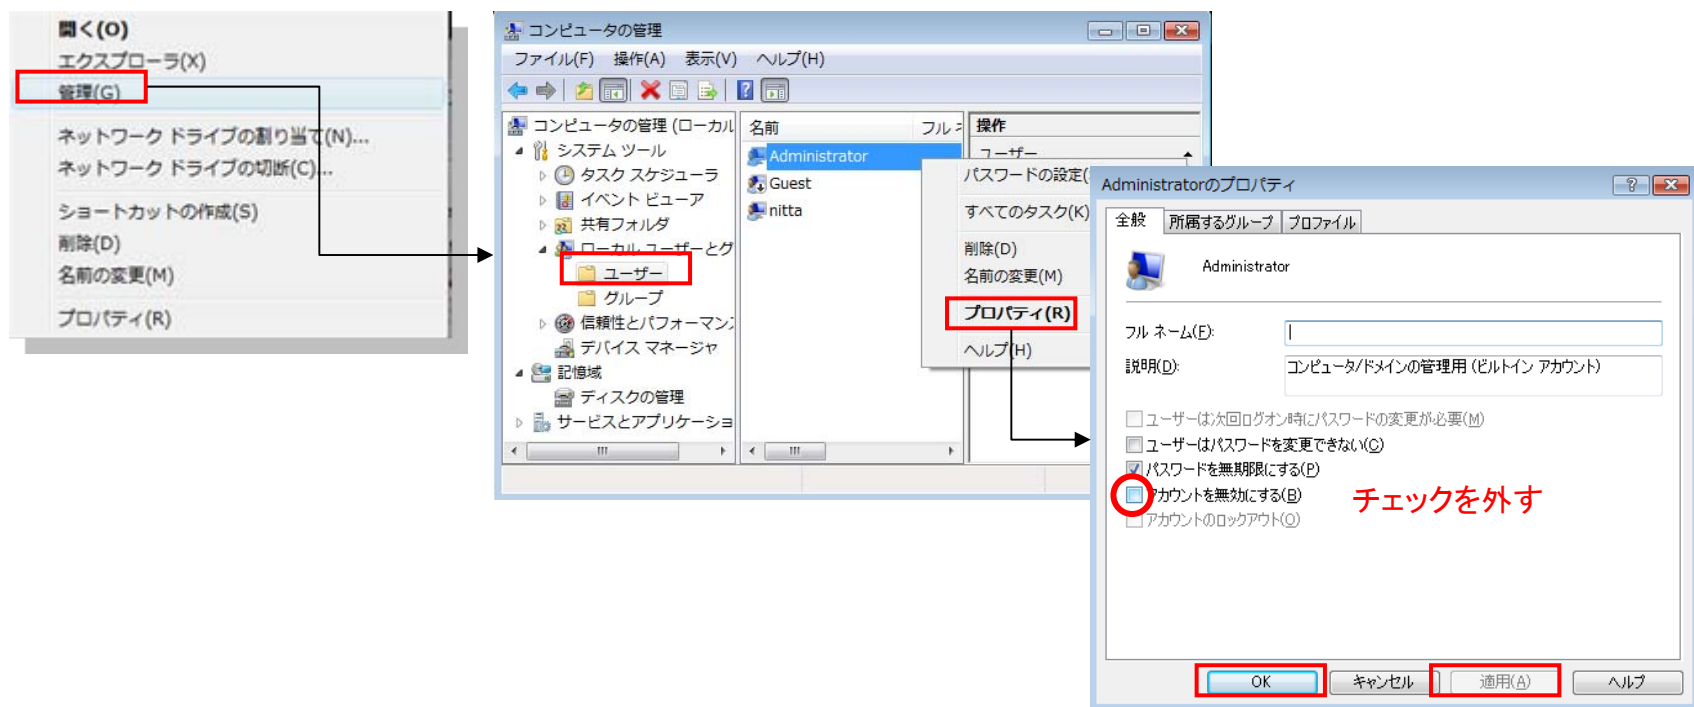 開く(O)
エクスプローラ(X)
管理(G)
ネットワーク ドライブの割り当て(N)...
ネットワーク ドライブの切断(C)...
ショートカットの作成(S)
削除(D)
名前の変更(M)
プロパティ(R)
コンピュータの管理
ファイル(F) 操作(A) 表示(V) ヘルプ(H)
コンピュータの管理 (ローカル
システム ツール
タスク スケジューラ
イベント ビューア
共有フォルダ
ローカル ユーザーとグ
ユーザー
グループ
信頼性とパフォーマンス
デバイス マネージャ
記憶域
ディスクの管理
サービスとアプリケーショ
名前 フル ネ
Administrator
Guest
nitta
操作
ユーザー
パスワードの設定(
すべてのタスク(K)
削除(D)
名前の変更(M)
プロパティ(R)
ヘルプ(H)
Administratorのプロパティ
全般 所属するグループ プロファイル
Administrator
フル ネーム(F):
説明(D): コンピュータ/ドメインの管理用 (ビルトイン アカウント)
ユーザーは次回ログオン時にパスワードの変更が必要(M)
ユーザーはパスワードを変更できない(C)
パスワードを無期限にする(P)
アカウントを無効にする(B)
チェックを外す
アカウントのロックアウト(O)
OK キャンセル 適用(A) ヘルプ